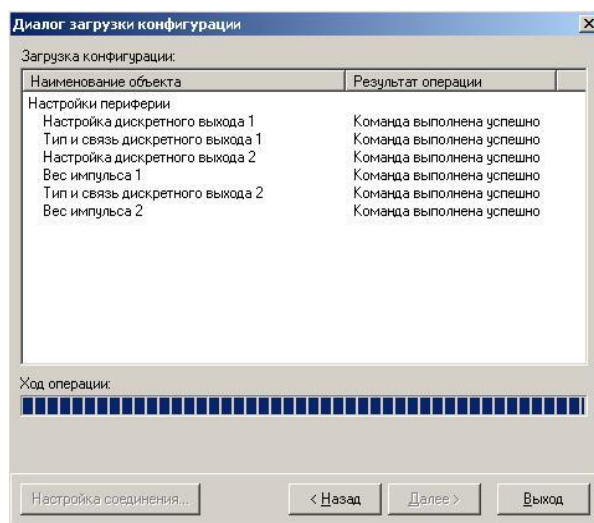 Диалог загрузки конфигурации
Загрузка конфигурации:
Наименование объекта Результат операции
Настройки периферии
Настройка дискретного выхода 1 Команда выполнена успешно
Тип и связь дискретного выхода 1 Команда выполнена успешно
Настройка дискретного выхода 2 Команда выполнена успешно
Вес импульса 1 Команда выполнена успешно
Тип и связь дискретного выхода 2 Команда выполнена успешно
Вес импульса 2 Команда выполнена успешно
Ход операции:
Настройка соединения... < Назад Далее > Выход